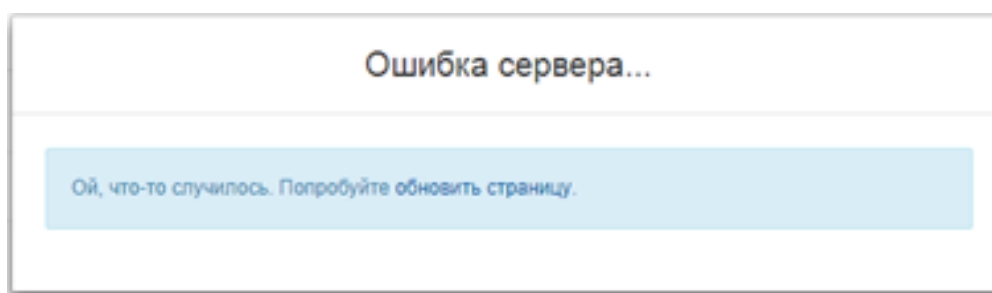 Ошибка сервера...
Ой, что-то случилось. Попробуйте обновить страницу.